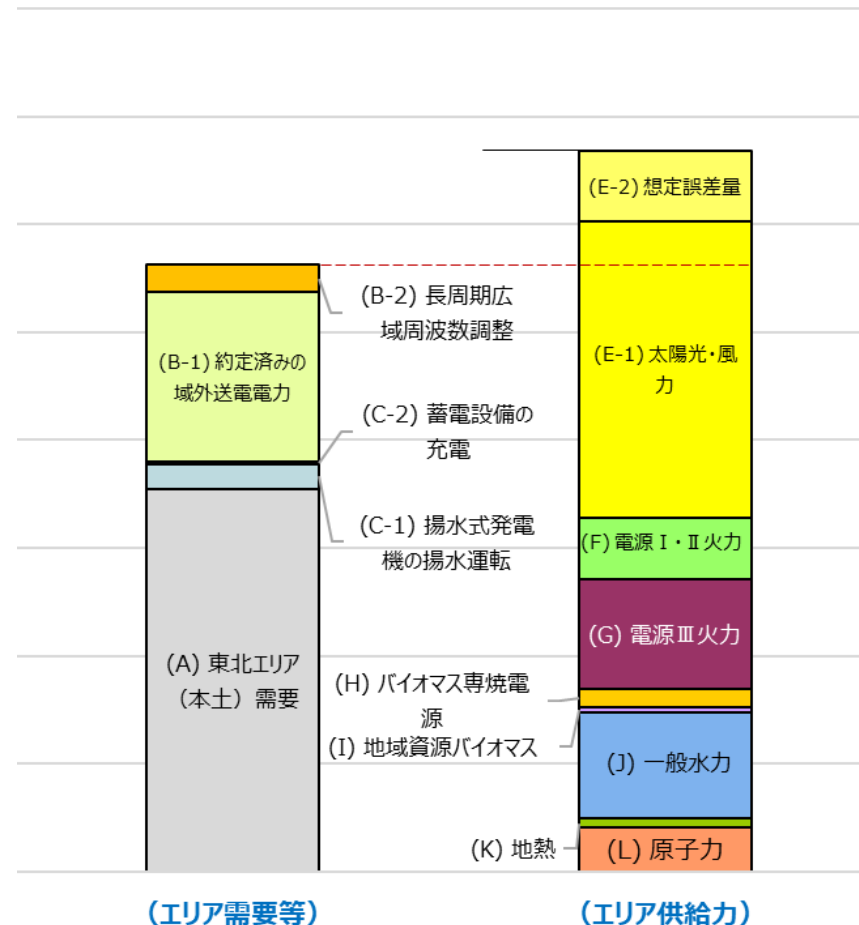 (E-2) 想定誤差量
(B-2) 長周期広
域周波数調整
(B-1) 約定済みの
域外送電電力
(E-1) 太陽光・風
力
(C-2) 蓄電設備の
充電
(C-1) 揚水式発電
機の揚水運転
(F) 電源Ⅰ・Ⅱ火力
(G) 電源Ⅲ火力
(A) 東北エリア
（本土）需要
(H) バイオマス専焼電
源
(I) 地域資源バイオマス
(J) 一般水力
(K) 地熱
(L) 原子力
（エリア需要等）
（エリア供給力）